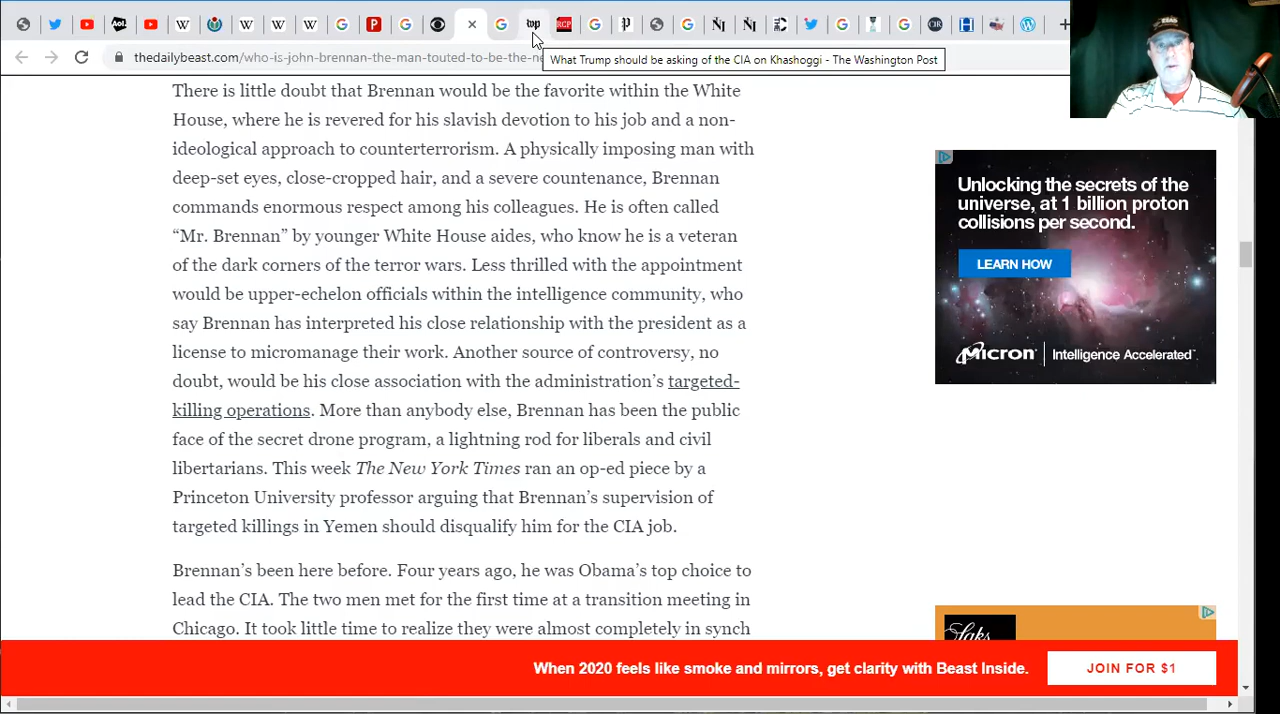 AOL.
W
W
W
W
G
P
G
×
G
wp
RCP
G
P
G
NJ
NJ
G
G
CR
H
W
+
thedailybeast.com/who-is-john-brennan-the-man-touted-to-be-the-ne
What Trump should be asking of the CIA on Khashoggi - The Washington Post
There is little doubt that Brennan would be the favorite within the White
House, where he is revered for his slavish devotion to his job and a non-
ideological approach to counterterrorism. A physically imposing man with
deep-set eyes, close-cropped hair, and a severe countenance, Brennan
commands enormous respect among his colleagues. He is often called
“Mr. Brennan” by younger White House aides, who know he is a veteran
of the dark corners of the terror wars. Less thrilled with the appointment
would be upper-echelon officials within the intelligence community, who
say Brennan has interpreted his close relationship with the president as a
license to micromanage their work. Another source of controversy, no
doubt, would be his close association with the administration’s targeted-
killing operations. More than anybody else, Brennan has been the public
face of the secret drone program, a lightning rod for liberals and civil
libertarians. This week The New York Times ran an op-ed piece by a
Princeton University professor arguing that Brennan’s supervision of
targeted killings in Yemen should disqualify him for the CIA job.
Brennan’s been here before. Four years ago, he was Obama’s top choice to
lead the CIA. The two men met for the first time at a transition meeting in
Chicago. It took little time to realize they were almost completely in synch
Unlocking the secrets of the
universe, at 1 billion proton
collisions per second.
LEARN HOW
Micron | Intelligence Accelerated™
Saks
When 2020 feels like smoke and mirrors, get clarity with Beast Inside.
JOIN FOR $1